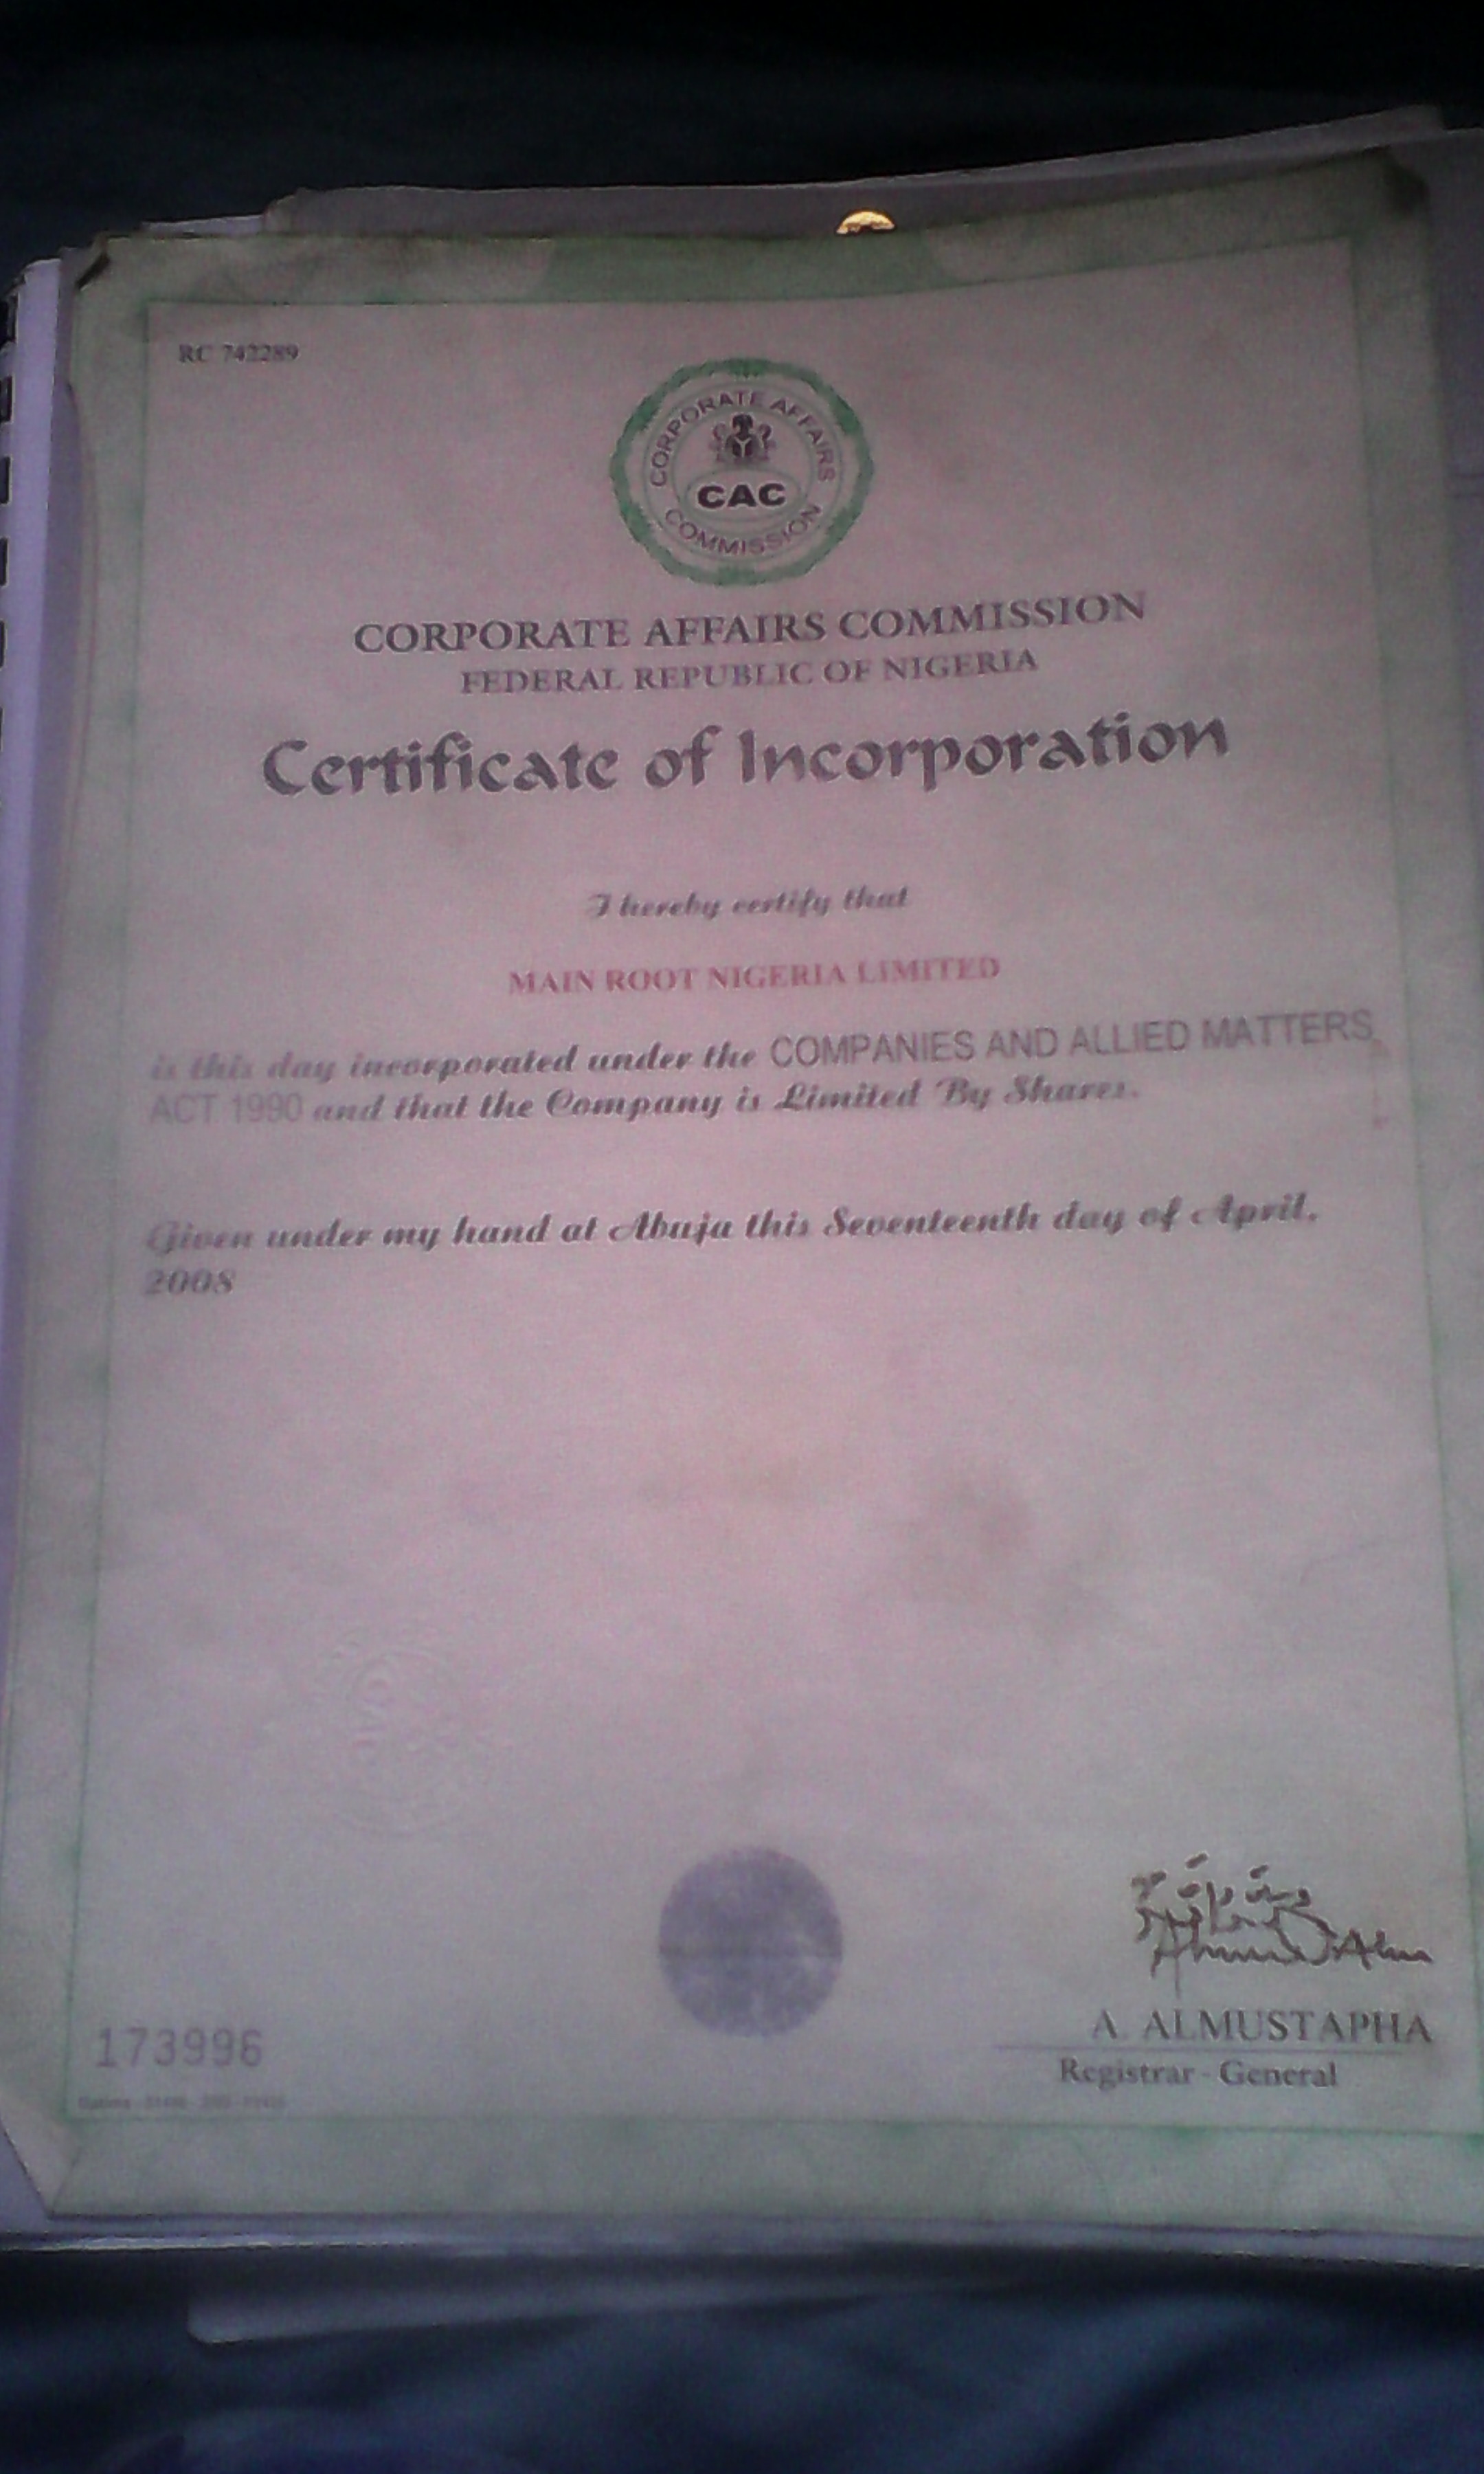 RC 742289
CORPORATE AFFAIRS
CAC
COMMISSION
CORPORATE AFFAIRS COMMISSION
FEDERAL REPUBLIC OF NIGERIA
Certificate of Incorporation
I hereby certify that
MAIN ROOT NIGERIA LIMITED
is this day incorporated under the COMPANIES AND ALLIED MATTERS
ACT 1990 and that the Company is Limited By Shares.
Given under my hand at Abuja this Seventeenth day of April,
2008
A. ALMUSTAPHA
Registrar - General
173996